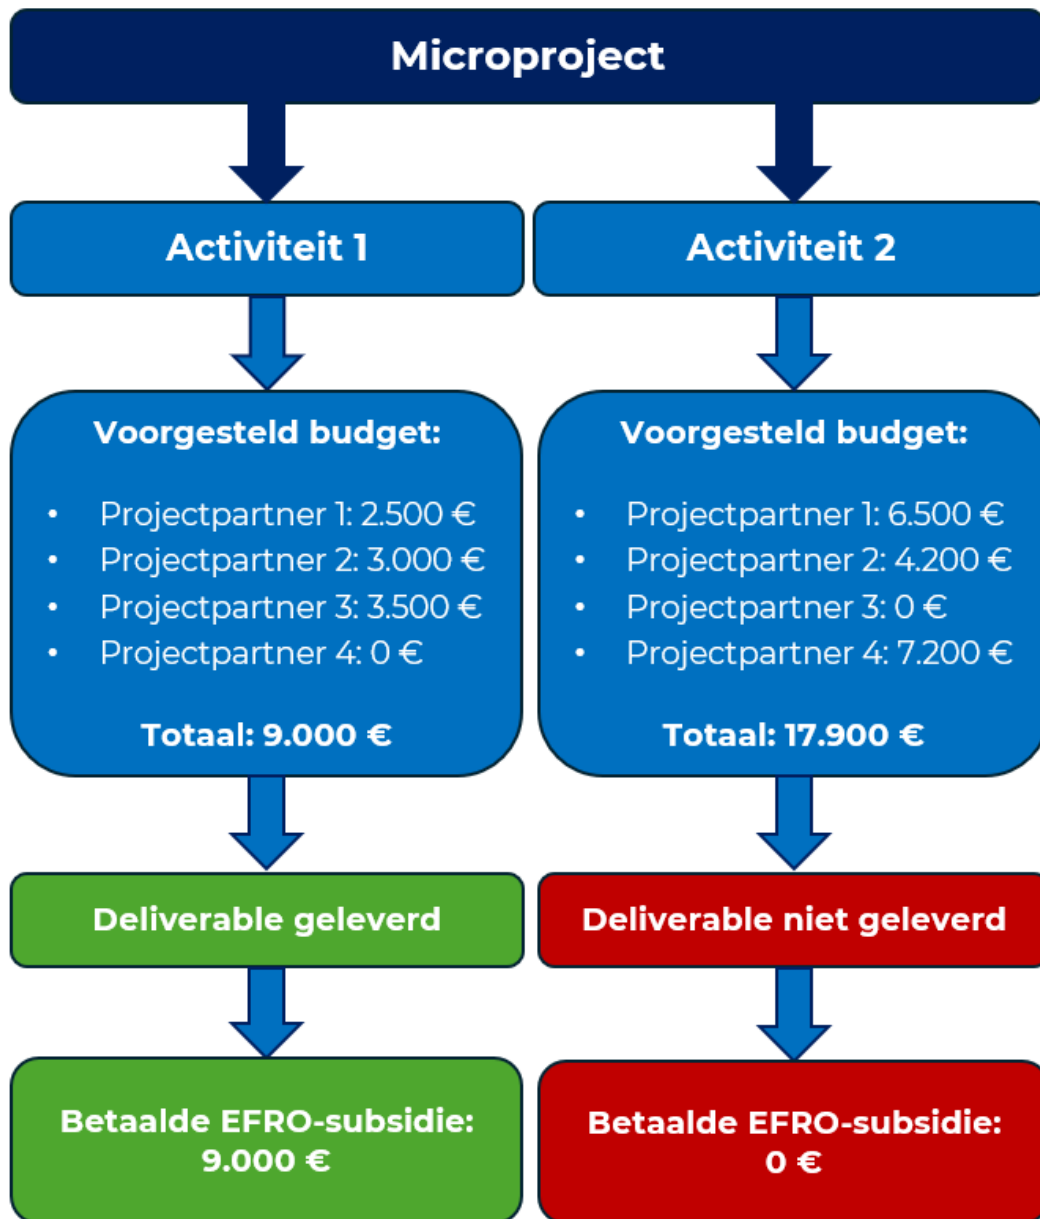 Microproject
Activiteit 1
Voorgesteld budget:
• Projectpartner 1: 2.500 €
• Projectpartner 2: 3.000 €
• Projectpartner 3: 3.500 €
• Projectpartner 4: 0 €
Totaal: 9.000 €
Deliverable geleverd
Betaalde EFRO-subsidie:
9.000 €
Activiteit 2
Voorgesteld budget:
• Projectpartner 1: 6.500 €
• Projectpartner 2: 4.200 €
• Projectpartner 3: 0 €
• Projectpartner 4: 7.200 €
Totaal: 17.900 €
Deliverable niet geleverd
Betaalde EFRO-subsidie:
0 €